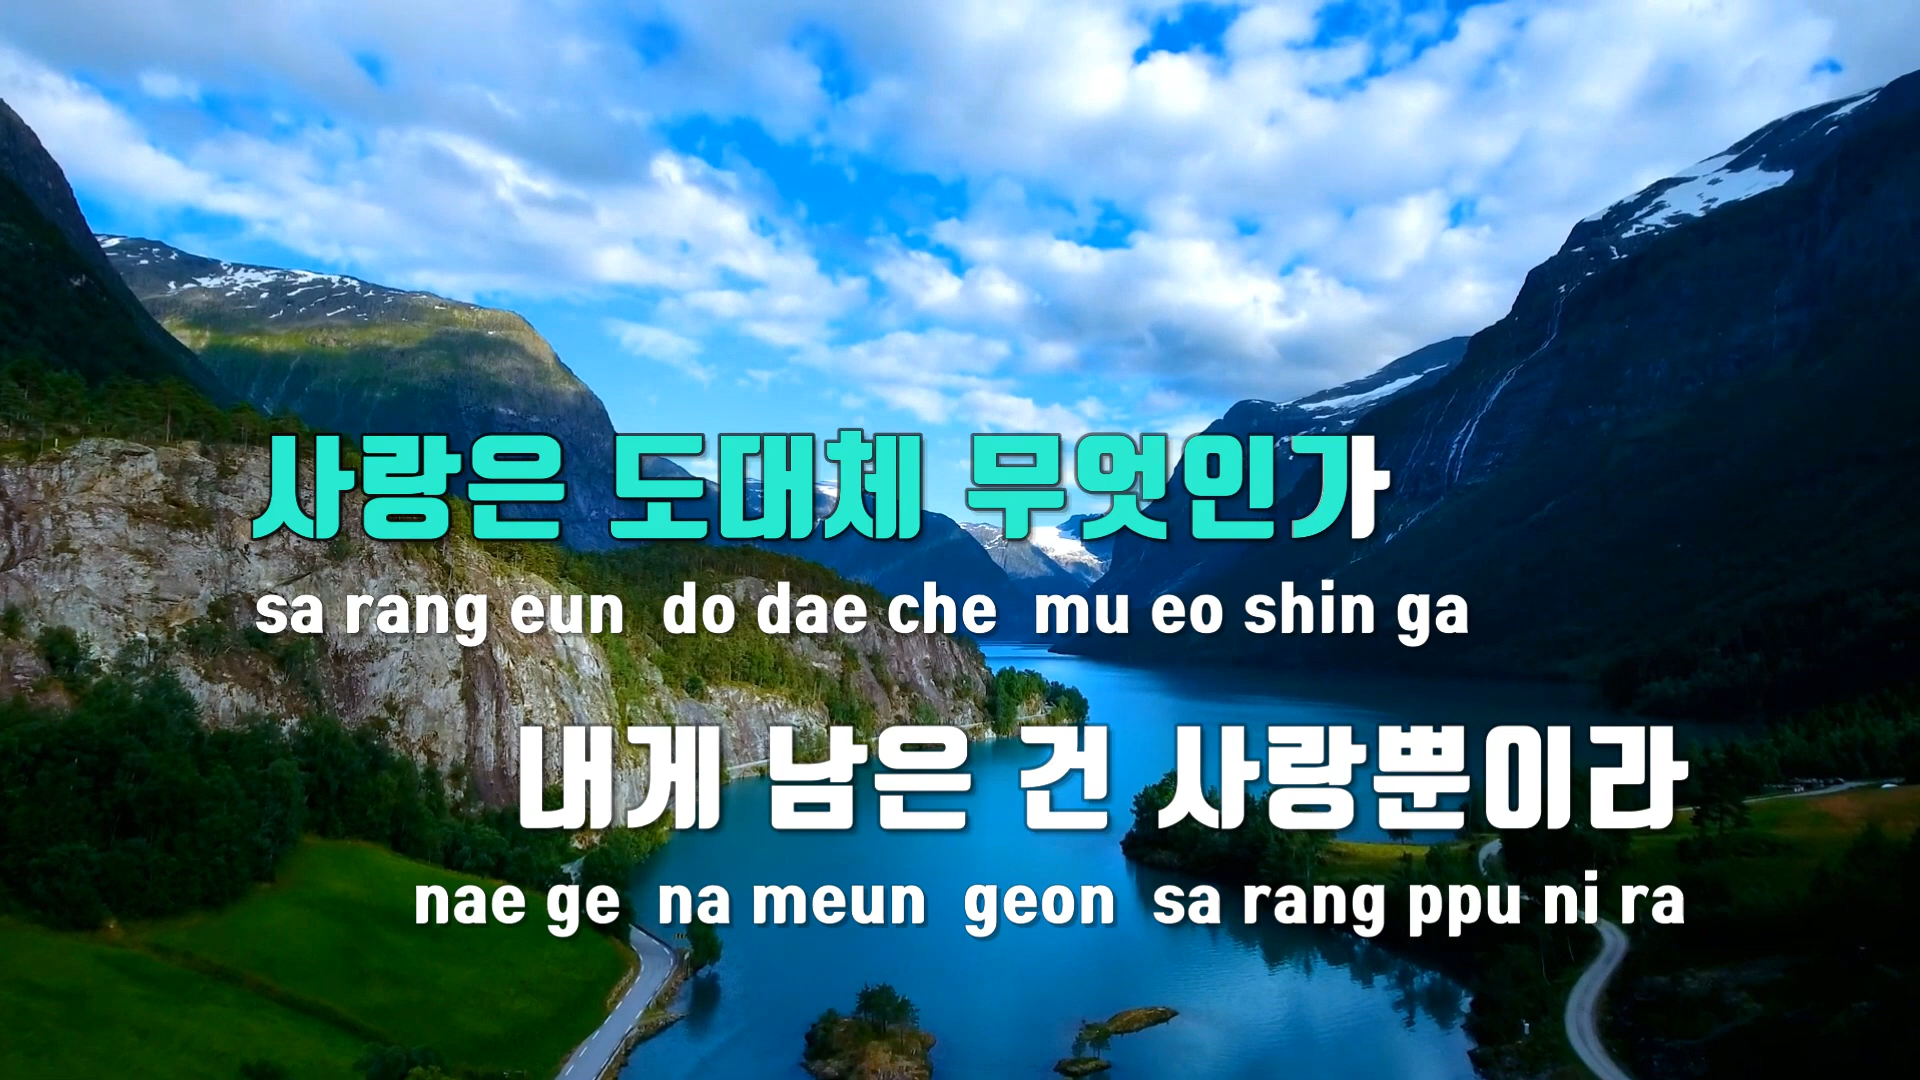 사랑은 도대체 무엇인가
sa rang eun do dae che mu eo shin ga
내게 남은 건 사랑뿐이라
nae ge na meun geon sa rang ppu ni ra